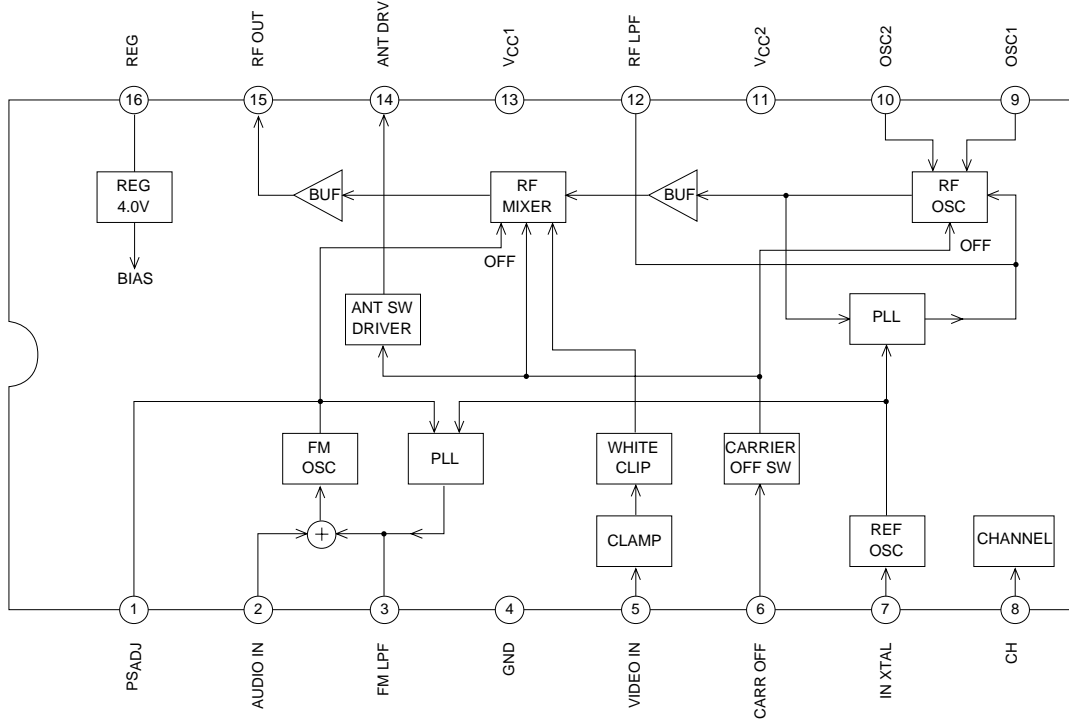 REG
RF OUT
ANT DRV
VCC1
RF LPF
VCC2
OSC2
OSC1
16
15
14
13
12
11
10
9
REG
4.0V
BIAS
BUF
RF
MIXER
OFF
BUF
RF
OSC
OFF
ANT SW
DRIVER
PLL
FM
OSC
PLL
WHITE
CLIP
CARRIER
OFF SW
+
CLAMP
REF
OSC
CHANNEL
1
2
3
4
5
6
7
8
PSADJ
AUDIO IN
FM LPF
GND
VIDEO IN
CARR OFF
IN XTAL
CH